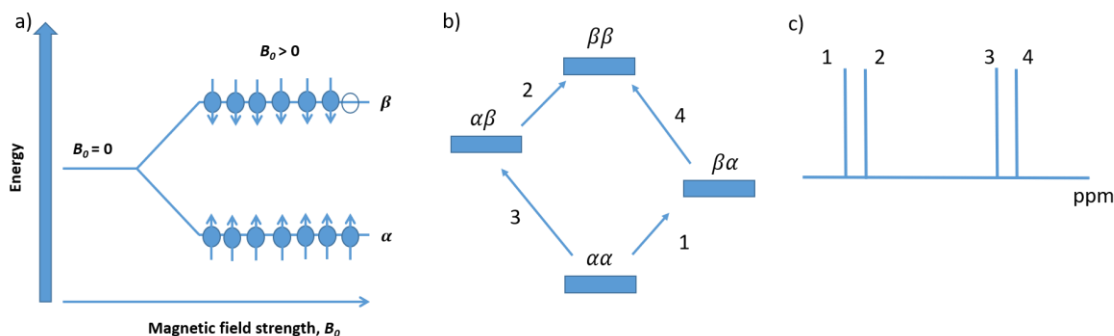 a)
Energy
B₀ > 0
B₀ = 0
β
α
Magnetic field strength, B₀
b)
ββ
2
4
αβ
βα
3
1
αα
c)
1 2 3 4
ppm